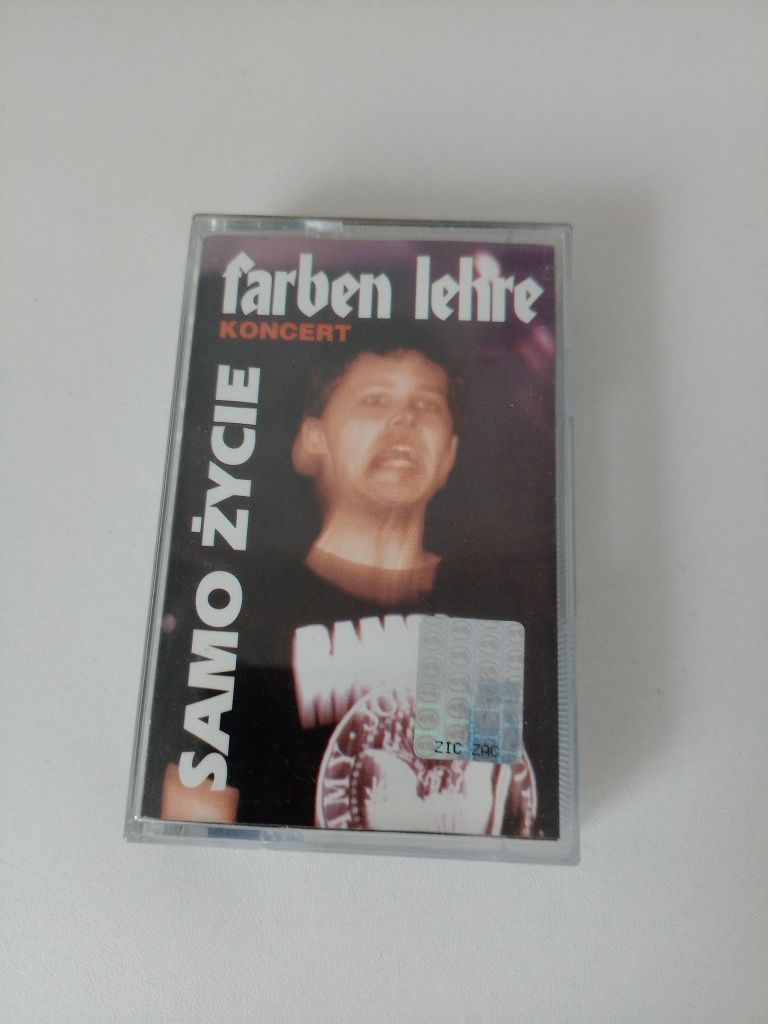 farben lehre
KONCERT
SAMO ŻYCIE
ZIC ZAC